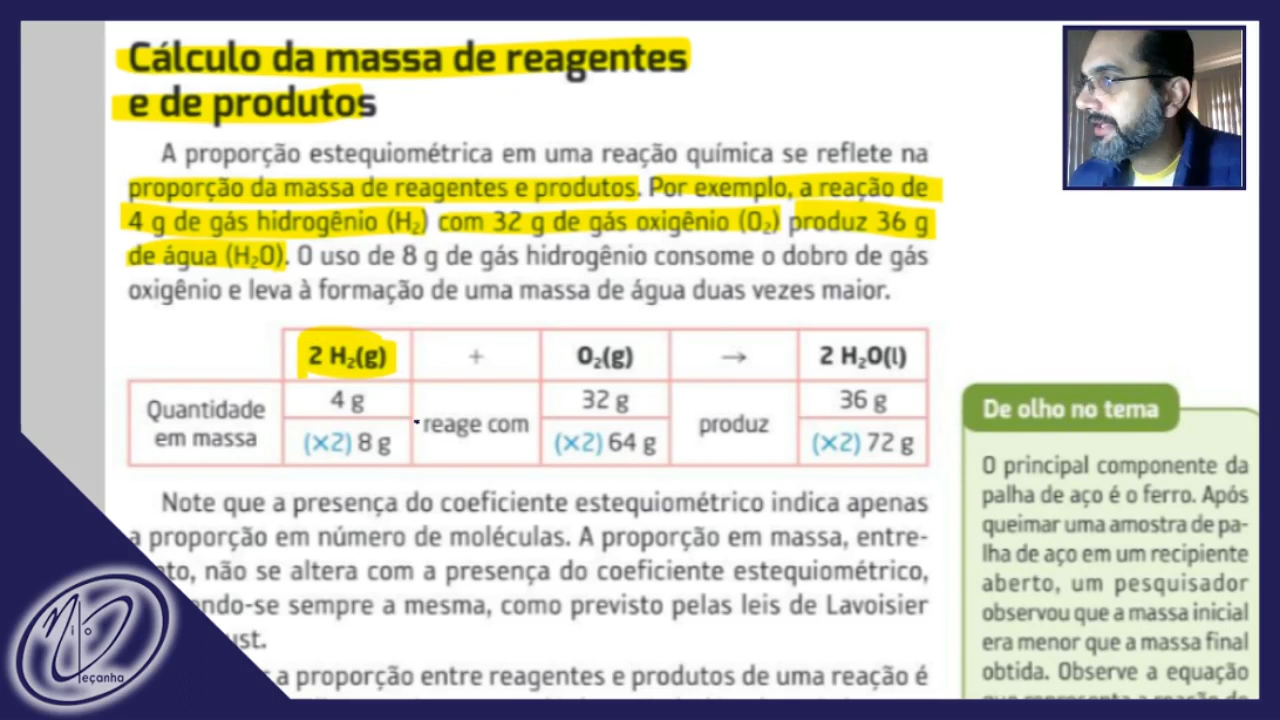 Cálculo da massa de reagentes
e de produtos
A proporção estequiométrica em uma reação química se reflete na
proporção da massa de reagentes e produtos. Por exemplo, a reação de
4 g de gás hidrogênio (H₂) com 32 g de gás oxigênio (O₂) produz 36 g
de água (H₂O). O uso de 8 g de gás hidrogênio consome o dobro de gás
oxigênio e leva à formação de uma massa de água duas vezes maior.
2 H₂(g) + O₂(g) → 2 H₂O(l)
Quantidade
em massa
4 g
(×2) 8 g
reage com
32 g
(×2) 64 g
produz
36 g
(×2) 72 g
Note que a presença do coeficiente estequiométrico indica apenas
a proporção em número de moléculas. A proporção em massa, entre-
não se altera com a presença do coeficiente estequiométrico,
sempre a mesma, como previsto pelas leis de Lavoisier
a proporção entre reagentes e produtos de uma reação é
De olho no tema
O principal componente da
palha de aço é o ferro. Após
queimar uma amostra de pa-
lha de aço em um recipiente
aberto, um pesquisador
observou que a massa inicial
era menor que a massa final
obtida. Observe a equação
eçanha